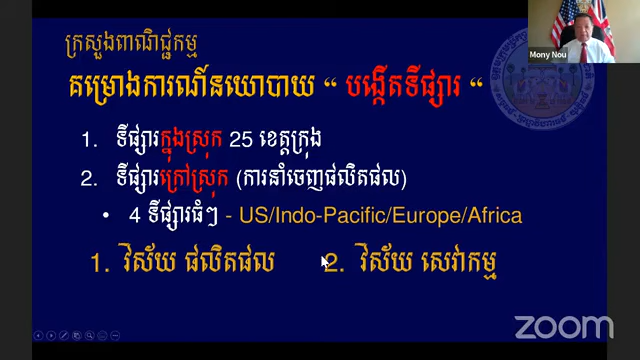 ក្រសួងពាណិជ្ជកម្ម
Mony Nou
គម្រោងការណ៍នយោបាយ “ បង្កើតទីផ្សារ “
1. ទីផ្សារក្នុងស្រុក 25 ខេត្តក្រុង
2. ទីផ្សារក្រៅស្រុក (ការនាំចេញផលិតផល)
• 4 ទីផ្សារធំៗ - US/Indo-Pacific/Europe/Africa
1. វិស័យ ផលិតផល 2. វិស័យ សេវាកម្ម
zoom